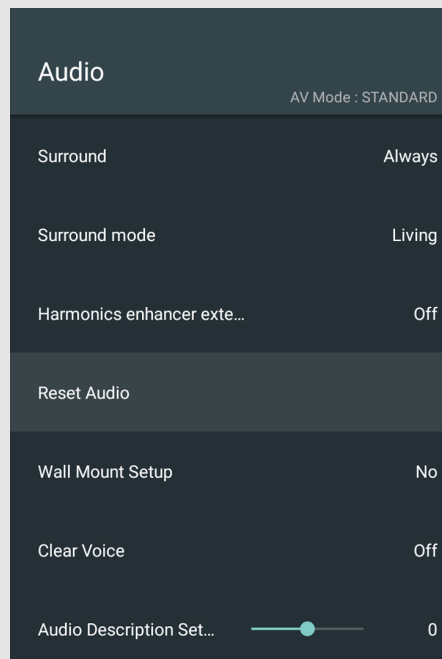 Audio
AV Mode : STANDARD
Surround Always
Surround mode Living
Harmonics enhancer exte... Off
Reset Audio
Wall Mount Setup No
Clear Voice Off
Audio Description Set... 0